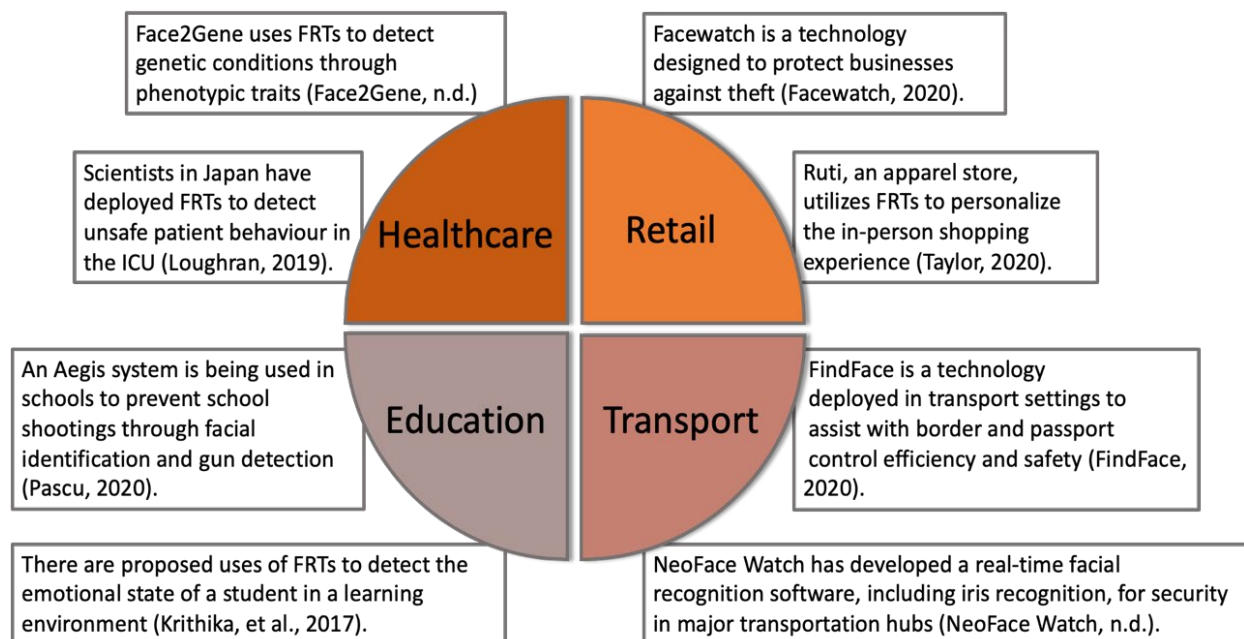 Face2Gene uses FRTs to detect
genetic conditions through
phenotypic traits (Face2Gene, n.d.)
Facewatch is a technology
designed to protect businesses
against theft (Facewatch, 2020).
Scientists in Japan have
deployed FRTs to detect
unsafe patient behaviour in
the ICU (Loughran, 2019).
Healthcare
Retail
Ruti, an apparel store,
utilizes FRTs to personalize
the in-person shopping
experience (Taylor, 2020).
An Aegis system is being used in
schools to prevent school
shootings through facial
identification and gun detection
(Pascu, 2020).
Education
Transport
FindFace is a technology
deployed in transport settings to
assist with border and passport
control efficiency and safety (FindFace,
2020).
There are proposed uses of FRTs to detect the
emotional state of a student in a learning
environment (Krithika, et al., 2017).
NeoFace Watch has developed a real-time facial
recognition software, including iris recognition, for security
in major transportation hubs (NeoFace Watch, n.d.).